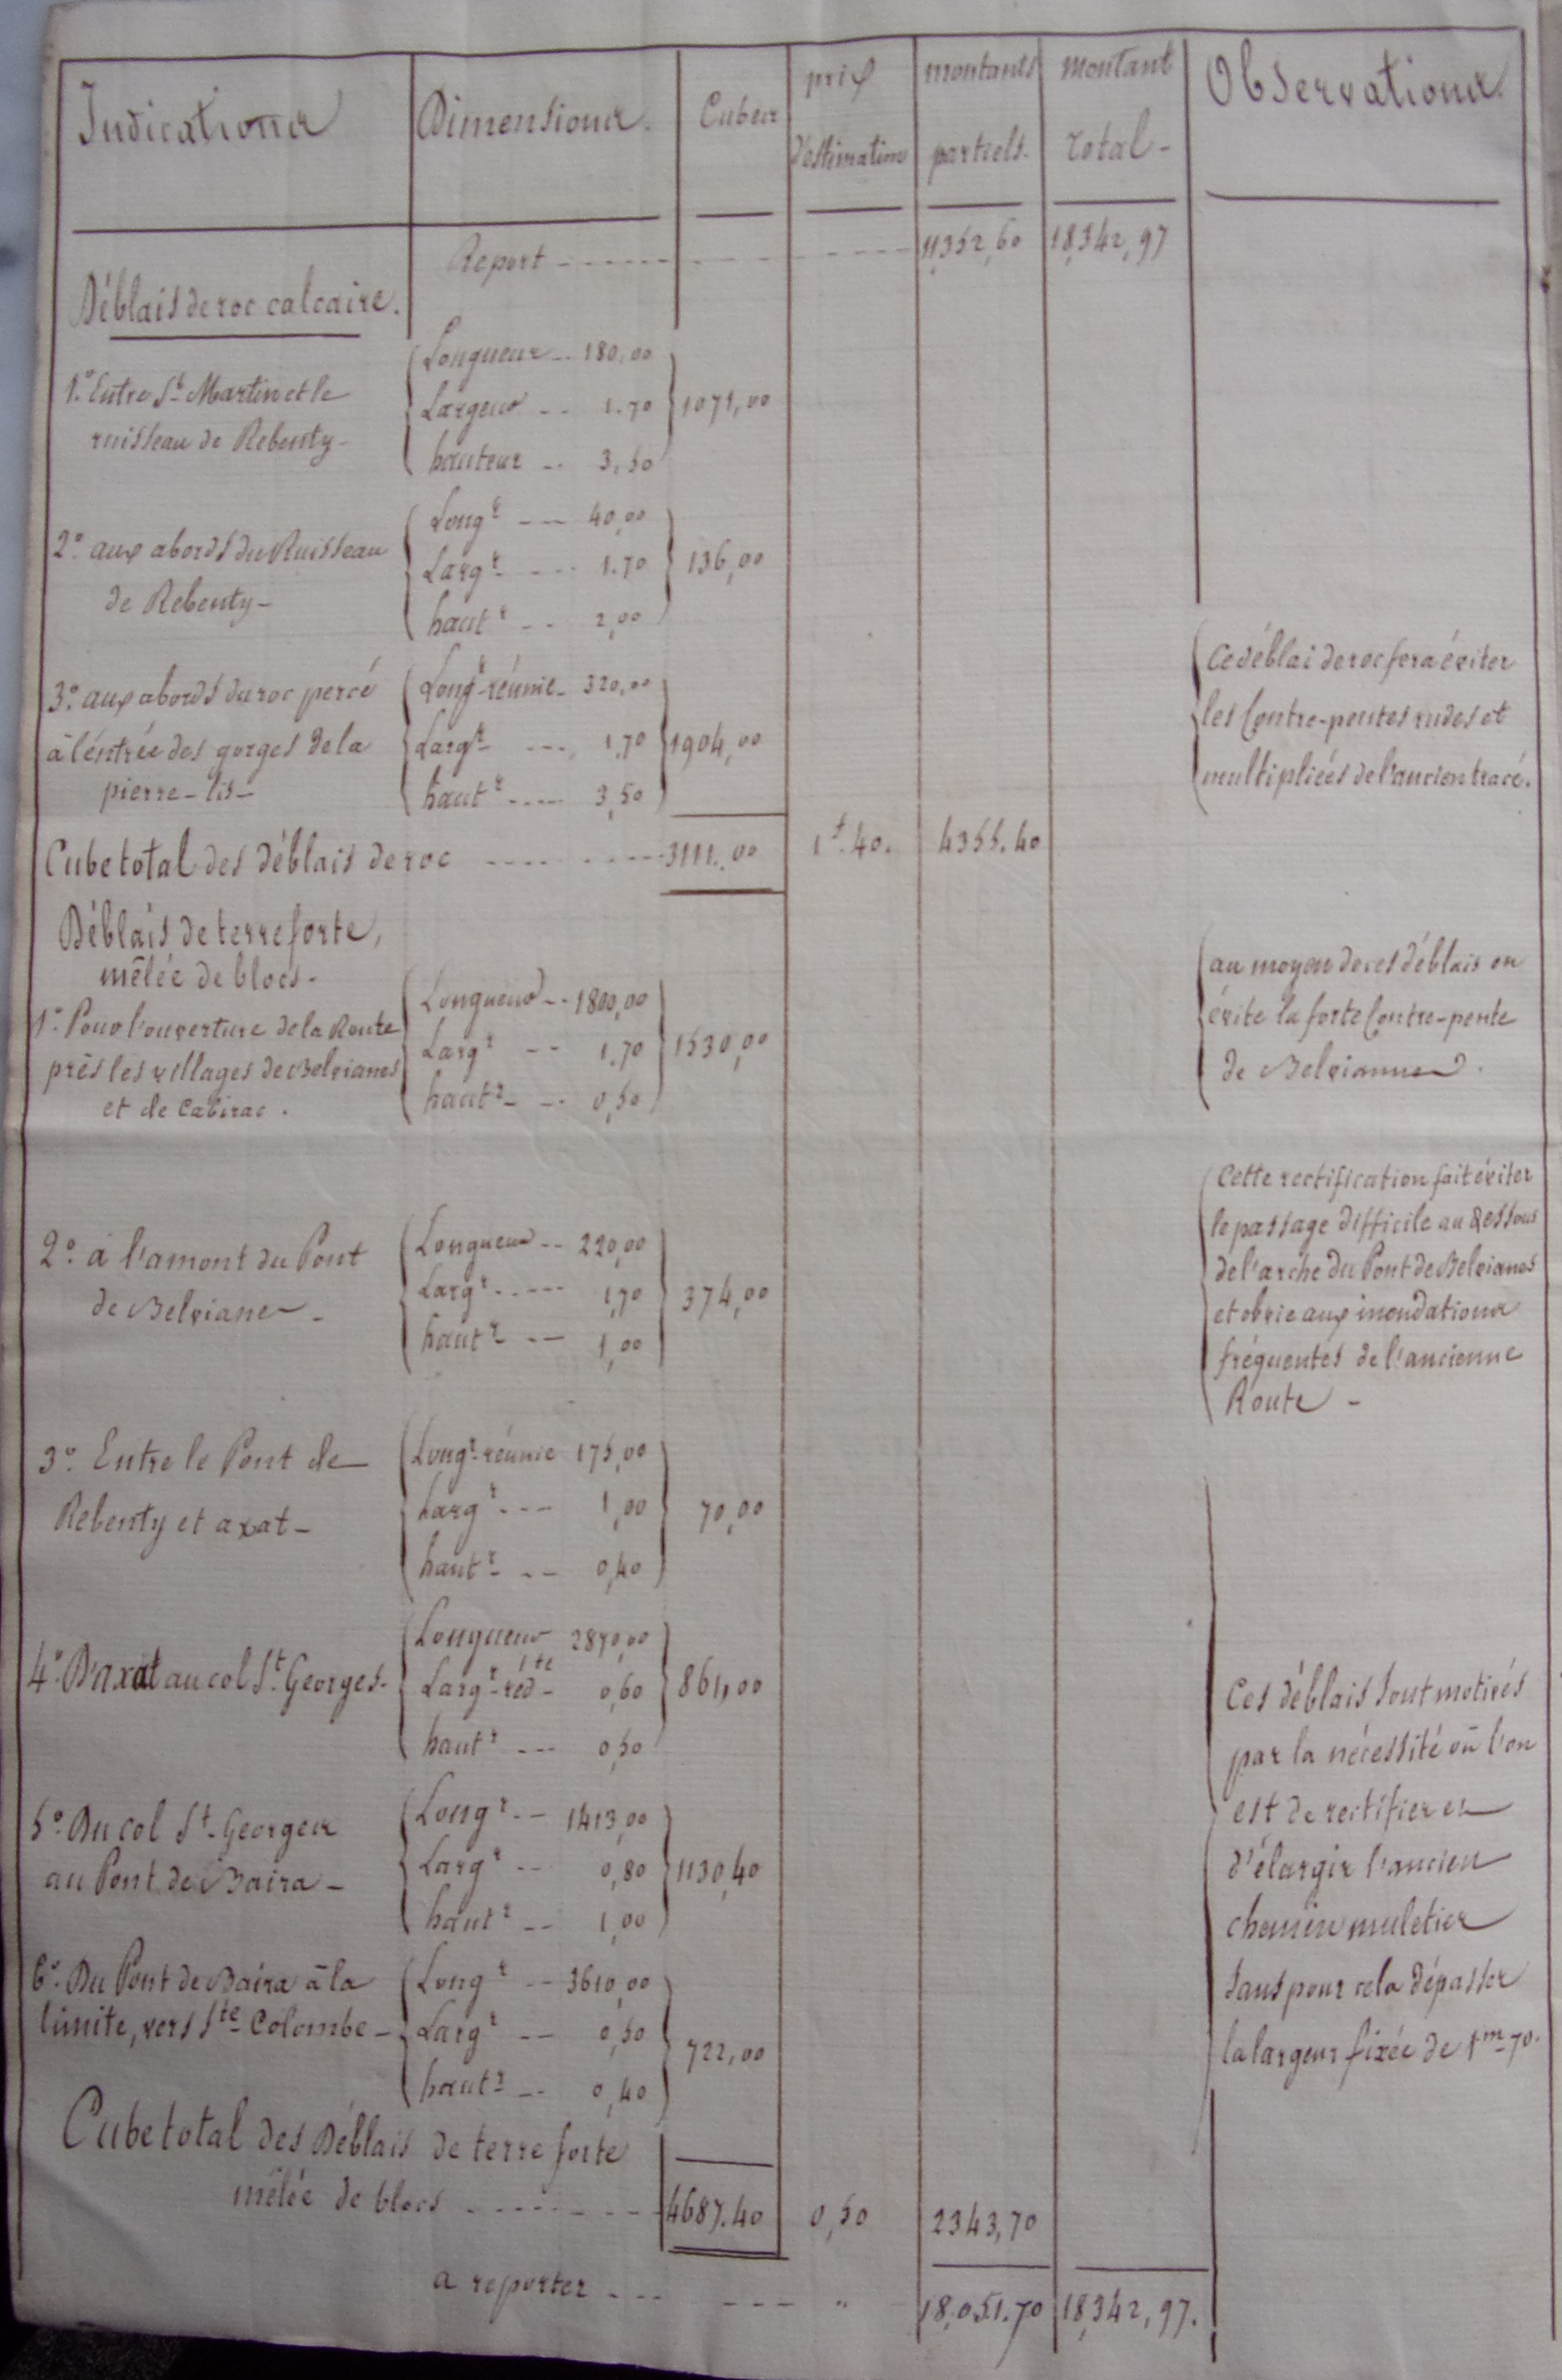 Indications Dimensions. Cubes prix d'estimation montants partiels. montant total - Observations.
Report ---- 11,352,60 18,342,97
Déblais de roc calcaire.
Longueur -- 180,00
1.° Entre St Martin et le
Largeur -- 1.70 1071,00
ruisseau de Rebenty -
hauteur -- 3,50
Longr --- 40,00
2.° aux abords du Ruisseau
Largr ---- 1.70 136,00
de Rebenty -
hautr -- 2,00
Ce déblai de roc fera éviter
3.° aux abords du roc percé
Longr réunie - 320,00
les Contre-pentes rudes et
à l'entrée des gorges de la
Largr ---- 1,70 1904,00
multipliées de l'ancien tracé.
pierre-lis -
hautr ---- 3,50
Cube total des déblais de roc ---- 3111,00 1f.40. 4355.40
Déblais de terre forte,
mêlée de blocs -
au moyen de ces déblais on
Longueur -- 1800,00
évite la forte Contre-pente
1.° Pour l'ouverture de la Route
Largr -- 1,70 1530,00
de Belvianes.
près les villages de Belvianes
hautr - -- 0,50
et de Cavirac.
Cette rectification fait éviter
le passage difficile au dessous
2.° à l'amont du Pont
Longueur -- 220,00
de l'arche du Pont de Belvianes
de Belvianes -
Largr ----- 1,70 374,00
et obvie aux inondations
hautr -- 1,00
fréquentes de l'ancienne
Route -
3.° Entre le Pont de
Longr réunie 175,00
Rebenty et axat -
Largr --- 1,00 70,00
hautr -- 0,40
Longueur 2870,00
4.° D'axat au col St Georges -
Largr réd.te - 0,60 861,00
Ces déblais sont motivés
hautr --- 0,50
par la nécessité où l'on
5.° Du col St Georges
Longr -- 1413,00
est de rectifier et
au Pont de Baira -
Largr -- 0,80 1130,40
d'élargir l'ancien
hautr -- 1,00
chemin muletier
6.° Du Pont de Baira à la
Longr -- 3610,00
sans pour cela dépasser
limite, vers Ste Colombe -
Largr -- 0,50 722,00
la largeur fixée de 1m 70.
hautr -- 0,40
Cube total des Déblais de terre forte
mêlée de blocs ------- 4687.40 0,50 2343,70
a reporter --- --- " 18,051.70 18,342,97.